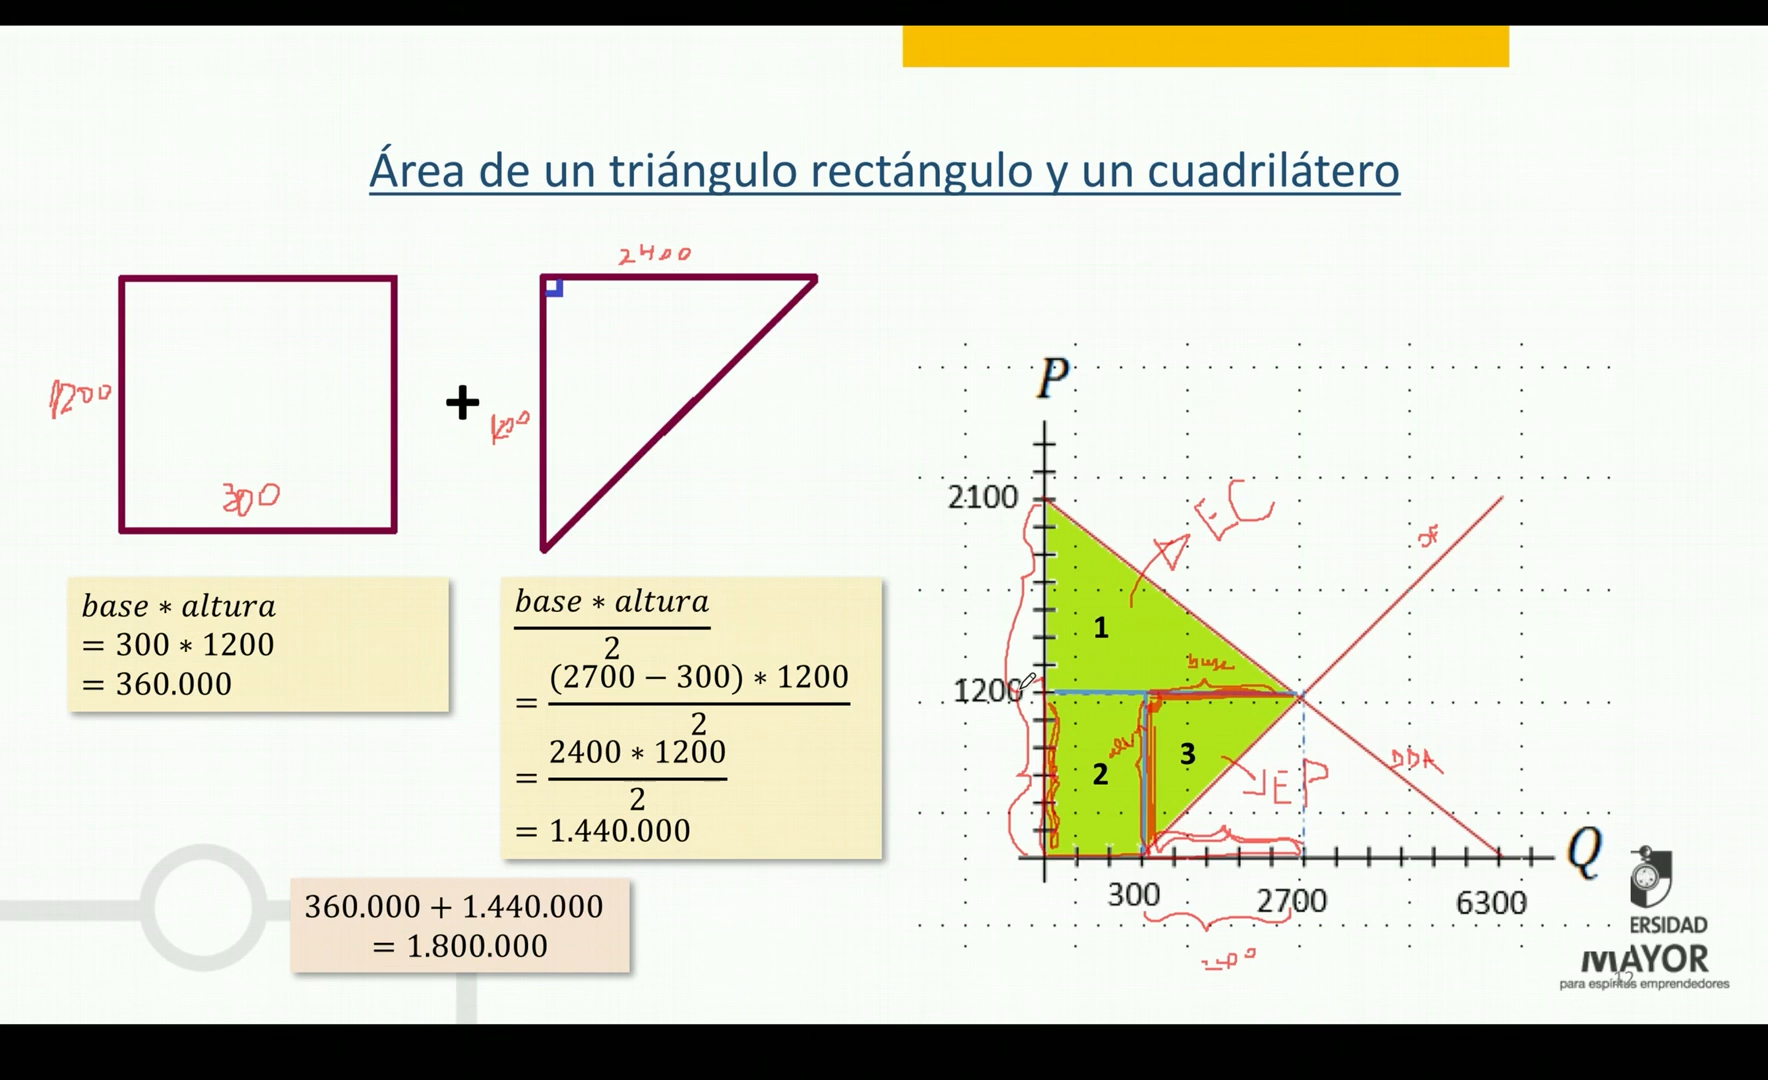 Área de un triángulo rectángulo y un cuadrilátero
2400
1200
300
+
base ∗ altura
= 300 ∗ 1200
= 360.000
base ∗ altura
2
= (2700 − 300) ∗ 1200
2
= 2400 ∗ 1200
2
= 1.440.000
360.000 + 1.440.000
= 1.800.000
P
2100
EC
1
base
1200
DDA
2
3
EP
Q
300
2700
6300
ERSIDAD
MAYOR
para espíritus emprendedores
12